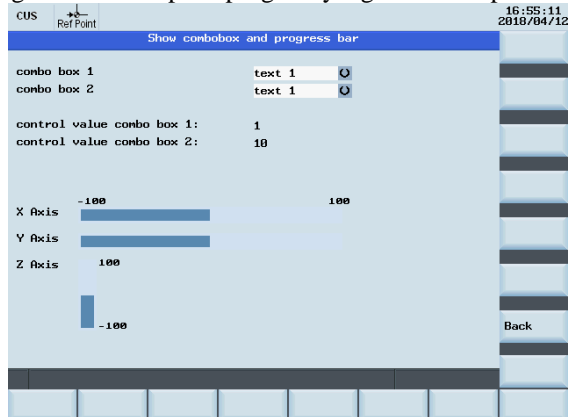 CUS
Ref Point
16:55:11
2018/04/12
Show combobox and progress bar
combo box 1 text 1
combo box 2 text 1
control value combo box 1: 1
control value combo box 2: 10
-100 100
X Axis
Y Axis
Z Axis 100
-100
Back